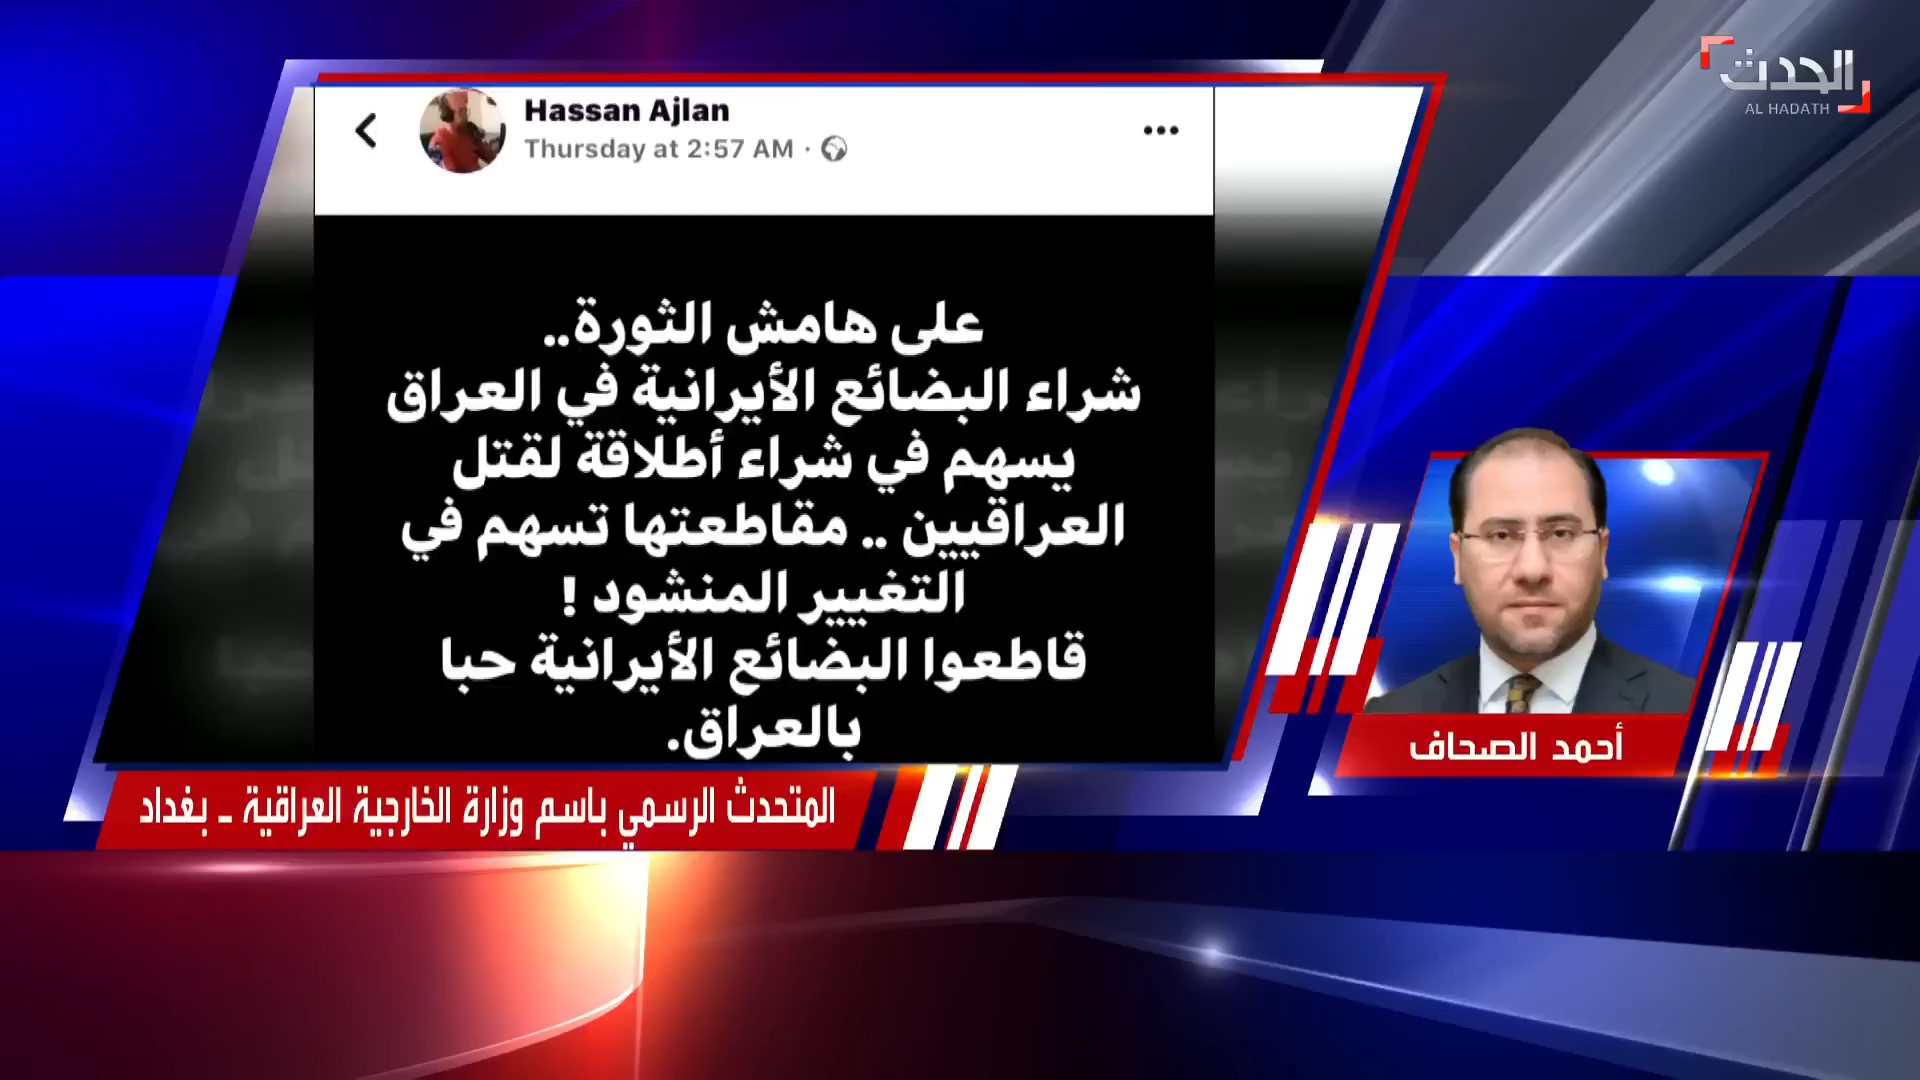 الحدث
AL HADATH
Hassan Ajlan
Thursday at 2:57 AM ·
على هامش الثورة..
شراء البضائع الأيرانية في العراق
يسهم في شراء أطلاقة لقتل
العراقيين .. مقاطعتها تسهم في
التغيير المنشود !
قاطعوا البضائع الأيرانية حبا
بالعراق.
أحمد الصحاف
المتحدث الرسمي باسم وزارة الخارجية العراقية ـ بغداد